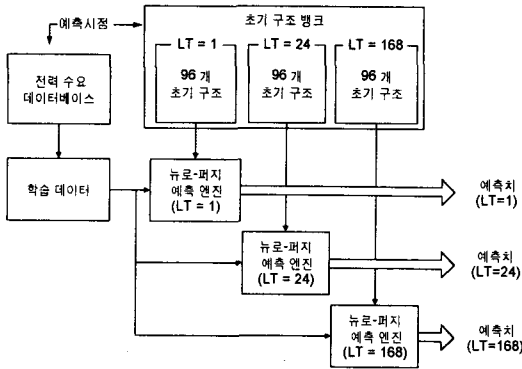 예측시점
초기 구조 뱅크
LT = 1
LT = 24
LT = 168
96 개
초기 구조
96 개
초기 구조
96 개
초기 구조
전력 수요
데이터베이스
학습 데이터
뉴로-퍼지
예측 엔진
(LT = 1)
예측치
(LT=1)
뉴로-퍼지
예측 엔진
(LT = 24)
예측치
(LT=24)
뉴로-퍼지
예측 엔진
(LT = 168)
예측치
(LT=168)